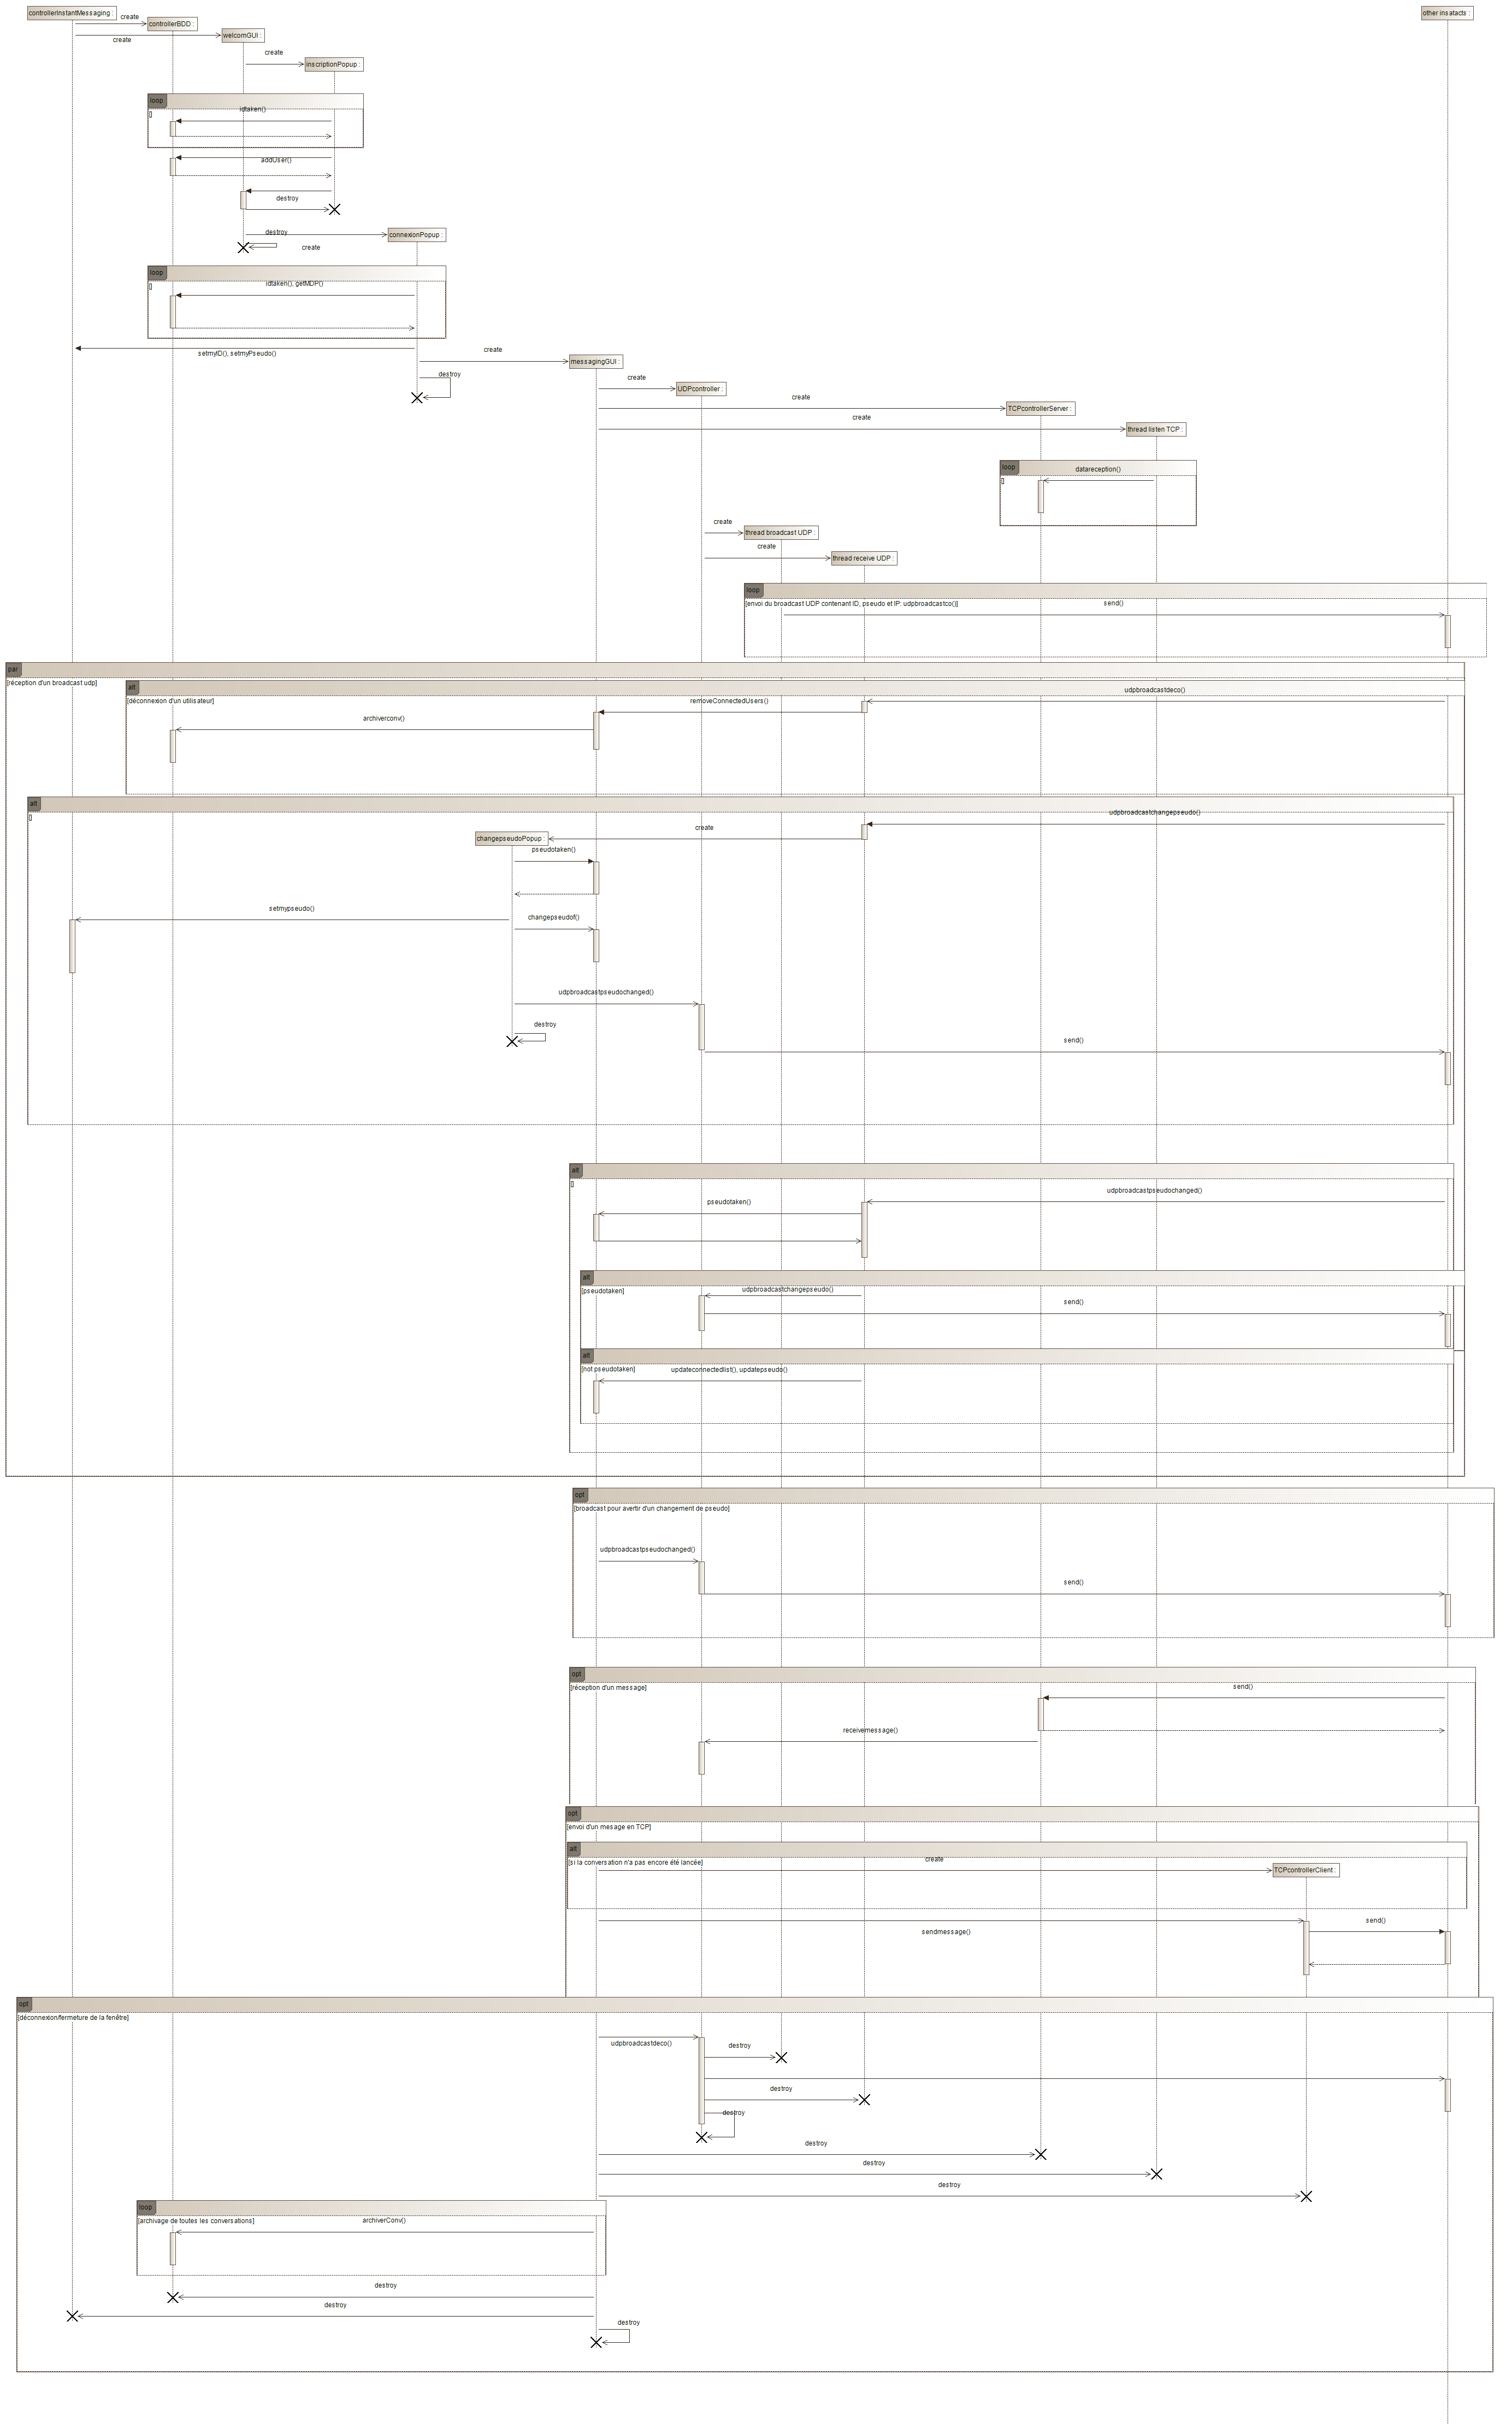 controllerInstantMessaging :
create
controllerBDD :
other insatacts :
create
welcomGUI :
create
inscriptionPopup :
loop
[]
idtaken()
addUser()
destroy
destroy
connexionPopup :
create
loop
[]
idtaken(), getMDP()
setmyID(), setmyPseudo()
create
messagingGUI :
destroy
create
UDPcontroller :
create
TCPcontrollerServer :
create
thread listen TCP :
loop
[]
datareception()
create
thread broadcast UDP :
create
thread receive UDP :
loop
[envoi du broadcast UDP contenant ID, pseudo et IP: udpbroadcastco()]
send()
par
[réception d'un broadcast udp]
alt
[déconnexion d'un utilisateur]
udpbroadcastdeco()
removeConnectedUsers()
archiverconv()
alt
[]
udpbroadcastchangepseudo()
create
changepseudoPopup :
pseudotaken()
setmypseudo()
changepseudof()
udpbroadcastpseudochanged()
destroy
send()
alt
[]
udpbroadcastpseudochanged()
pseudotaken()
alt
[pseudotaken]
udpbroadcastchangepseudo()
send()
alt
[not pseudotaken]
updateconnectedlist(), updatepseudo()
opt
[broadcast pour avertir d'un changement de pseudo]
udpbroadcastpseudochanged()
send()
opt
[réception d'un message]
send()
receivemessage()
opt
[envoi d'un mesage en TCP]
alt
[si la conversation n'a pas encore été lancée]
create
TCPcontrollerClient :
sendmessage()
send()
opt
[déconnexion/fermeture de la fenêtre]
udpbroadcastdeco()
destroy
destroy
destroy
destroy
destroy
destroy
loop
[archivage de toutes les conversations]
archiverConv()
destroy
destroy
destroy